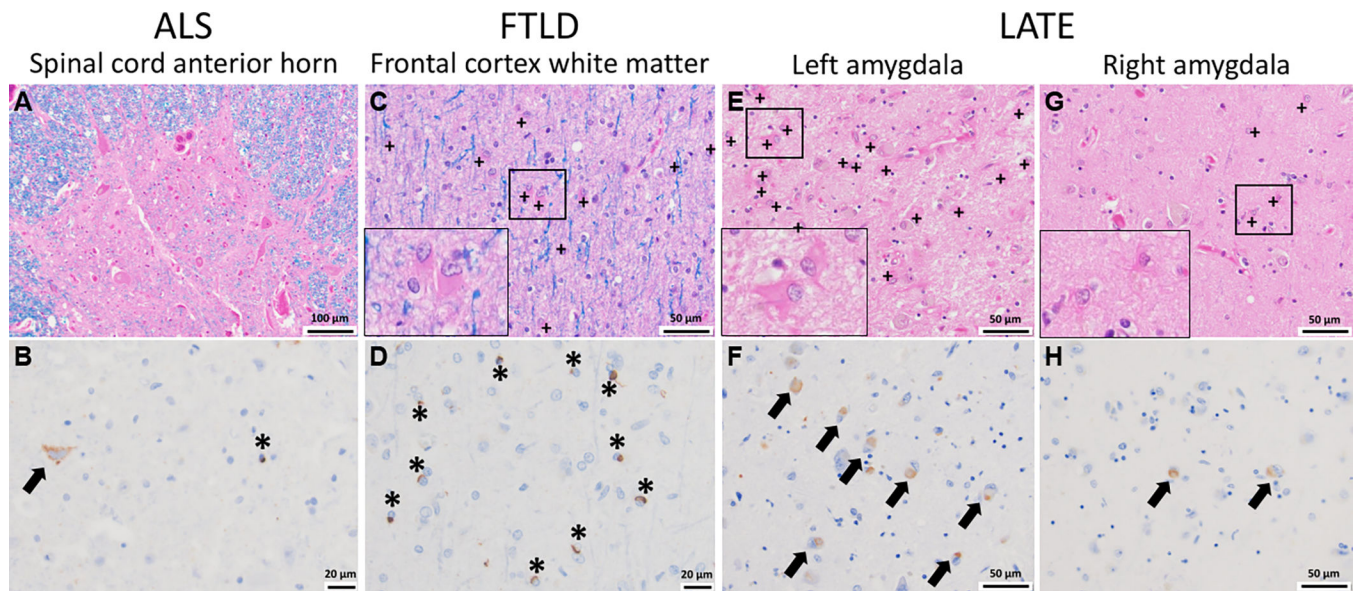 ALS FTLD LATE
Spinal cord anterior horn Frontal cortex white matter Left amygdala Right amygdala
A C E G
100 µm 50 µm 50 µm 50 µm
B D F H
20 µm 20 µm 50 µm 50 µm